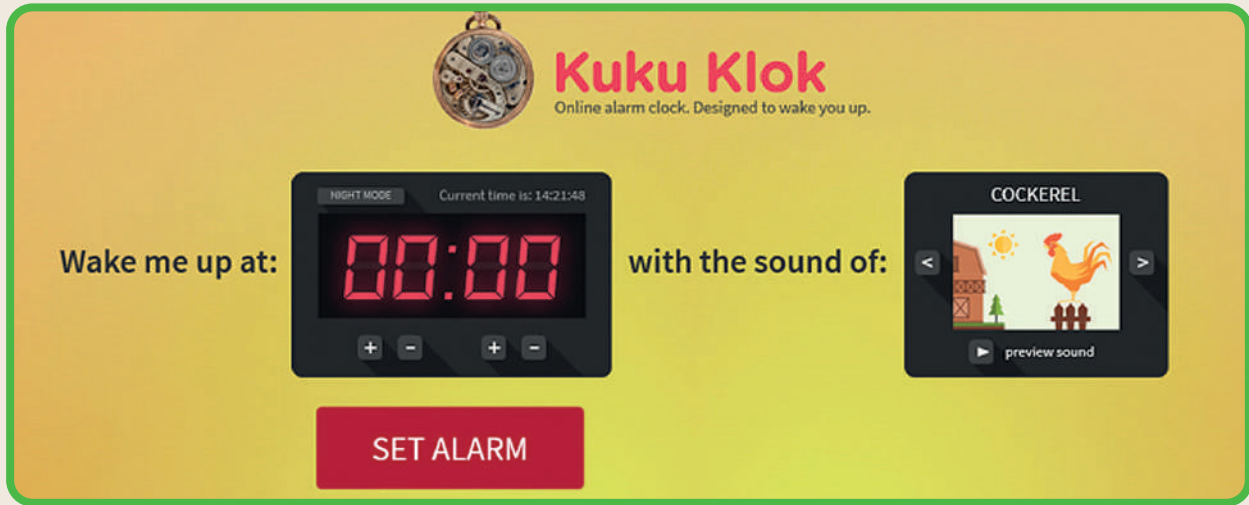 Kuku Klok
Online alarm clock. Designed to wake you up.
NIGHT MODE Current time is: 14:21:48
COCKEREL
Wake me up at: 00:00 with the sound of: < >
+ - + -
preview sound
SET ALARM